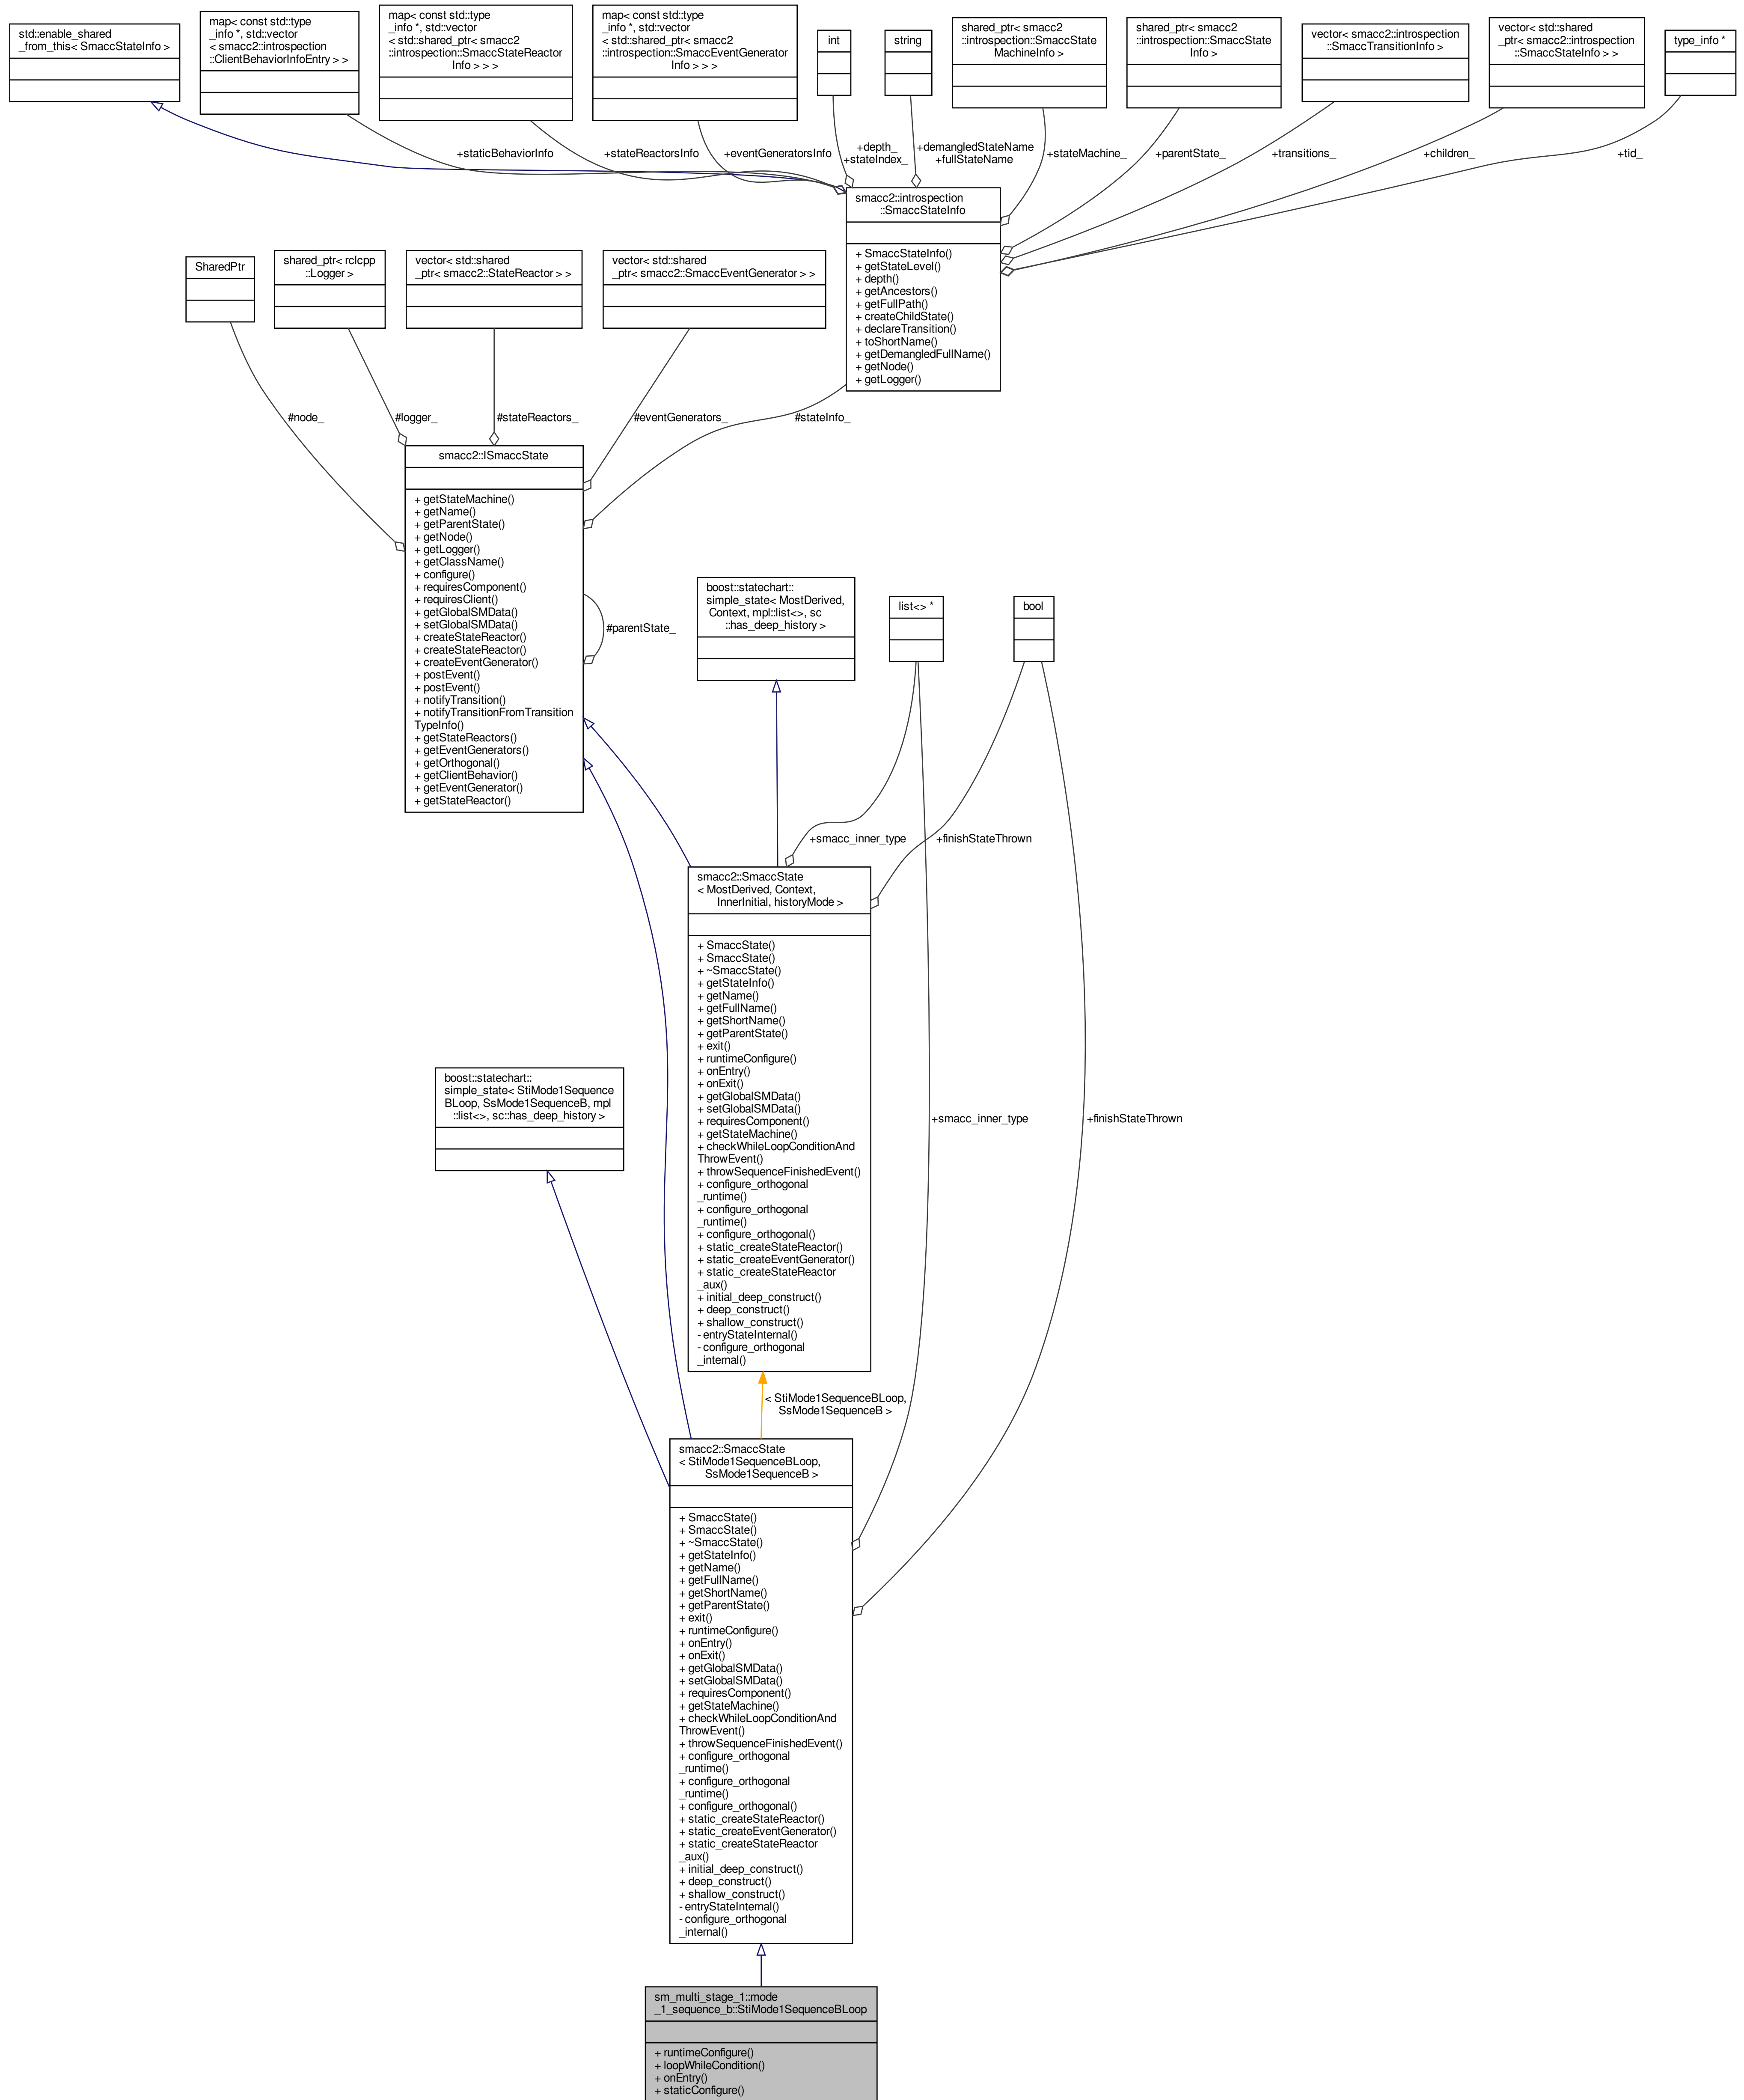 std::enable_shared
_from_this< SmaccStateInfo >
map< const std::type
_info *, std::vector
< smacc2::introspection
::ClientBehaviorInfoEntry > >
map< const std::type
_info *, std::vector
< std::shared_ptr< smacc2
::introspection::SmaccStateReactor
Info > > >
map< const std::type
_info *, std::vector
< std::shared_ptr< smacc2
::introspection::SmaccEventGenerator
Info > > >
int
string
shared_ptr< smacc2
::introspection::SmaccState
MachineInfo >
shared_ptr< smacc2
::introspection::SmaccState
Info >
vector< smacc2::introspection
::SmaccTransitionInfo >
vector< std::shared
_ptr< smacc2::introspection
::SmaccStateInfo > >
type_info *
+staticBehaviorInfo
+stateReactorsInfo
+eventGeneratorsInfo
+depth_
+stateIndex_
+demangledStateName
+fullStateName
+stateMachine_
+parentState_
+transitions_
+children_
+tid_
smacc2::introspection
::SmaccStateInfo
+ SmaccStateInfo()
+ getStateLevel()
+ depth()
+ getAncestors()
+ getFullPath()
+ createChildState()
+ declareTransition()
+ toShortName()
+ getDemangledFullName()
+ getNode()
+ getLogger()
SharedPtr
shared_ptr< rclcpp
::Logger >
vector< std::shared
_ptr< smacc2::StateReactor > >
vector< std::shared
_ptr< smacc2::SmaccEventGenerator > >
#node_
#logger_
#stateReactors_
#eventGenerators_
#stateInfo_
smacc2::ISmaccState
+ getStateMachine()
+ getName()
+ getParentState()
+ getNode()
+ getLogger()
+ getClassName()
+ configure()
+ requiresComponent()
+ requiresClient()
+ getGlobalSMData()
+ setGlobalSMData()
+ createStateReactor()
+ createStateReactor()
+ createEventGenerator()
+ postEvent()
+ postEvent()
+ notifyTransition()
+ notifyTransitionFromTransition
TypeInfo()
+ getStateReactors()
+ getEventGenerators()
+ getOrthogonal()
+ getClientBehavior()
+ getEventGenerator()
+ getStateReactor()
#parentState_
boost::statechart::
simple_state< MostDerived,
Context, mpl::list<>, sc
::has_deep_history >
list<> *
bool
+smacc_inner_type
+finishStateThrown
smacc2::SmaccState
< MostDerived, Context,
InnerInitial, historyMode >
+ SmaccState()
+ SmaccState()
+ ~SmaccState()
+ getStateInfo()
+ getName()
+ getFullName()
+ getShortName()
+ getParentState()
+ exit()
+ runtimeConfigure()
+ onEntry()
+ onExit()
+ getGlobalSMData()
+ setGlobalSMData()
+ requiresComponent()
+ getStateMachine()
+ checkWhileLoopConditionAnd
ThrowEvent()
+ throwSequenceFinishedEvent()
+ configure_orthogonal
_runtime()
+ configure_orthogonal
_runtime()
+ configure_orthogonal()
+ static_createStateReactor()
+ static_createEventGenerator()
+ static_createStateReactor
_aux()
+ initial_deep_construct()
+ deep_construct()
+ shallow_construct()
- entryStateInternal()
- configure_orthogonal
_internal()
boost::statechart::
simple_state< StiMode1Sequence
BLoop, SsMode1SequenceB, mpl
::list<>, sc::has_deep_history >
+smacc_inner_type
+finishStateThrown
< StiMode1SequenceBLoop,
SsMode1SequenceB >
smacc2::SmaccState
< StiMode1SequenceBLoop,
SsMode1SequenceB >
+ SmaccState()
+ SmaccState()
+ ~SmaccState()
+ getStateInfo()
+ getName()
+ getFullName()
+ getShortName()
+ getParentState()
+ exit()
+ runtimeConfigure()
+ onEntry()
+ onExit()
+ getGlobalSMData()
+ setGlobalSMData()
+ requiresComponent()
+ getStateMachine()
+ checkWhileLoopConditionAnd
ThrowEvent()
+ throwSequenceFinishedEvent()
+ configure_orthogonal
_runtime()
+ configure_orthogonal
_runtime()
+ configure_orthogonal()
+ static_createStateReactor()
+ static_createEventGenerator()
+ static_createStateReactor
_aux()
+ initial_deep_construct()
+ deep_construct()
+ shallow_construct()
- entryStateInternal()
- configure_orthogonal
_internal()
sm_multi_stage_1::mode
_1_sequence_b::StiMode1SequenceBLoop
+ runtimeConfigure()
+ loopWhileCondition()
+ onEntry()
+ staticConfigure()